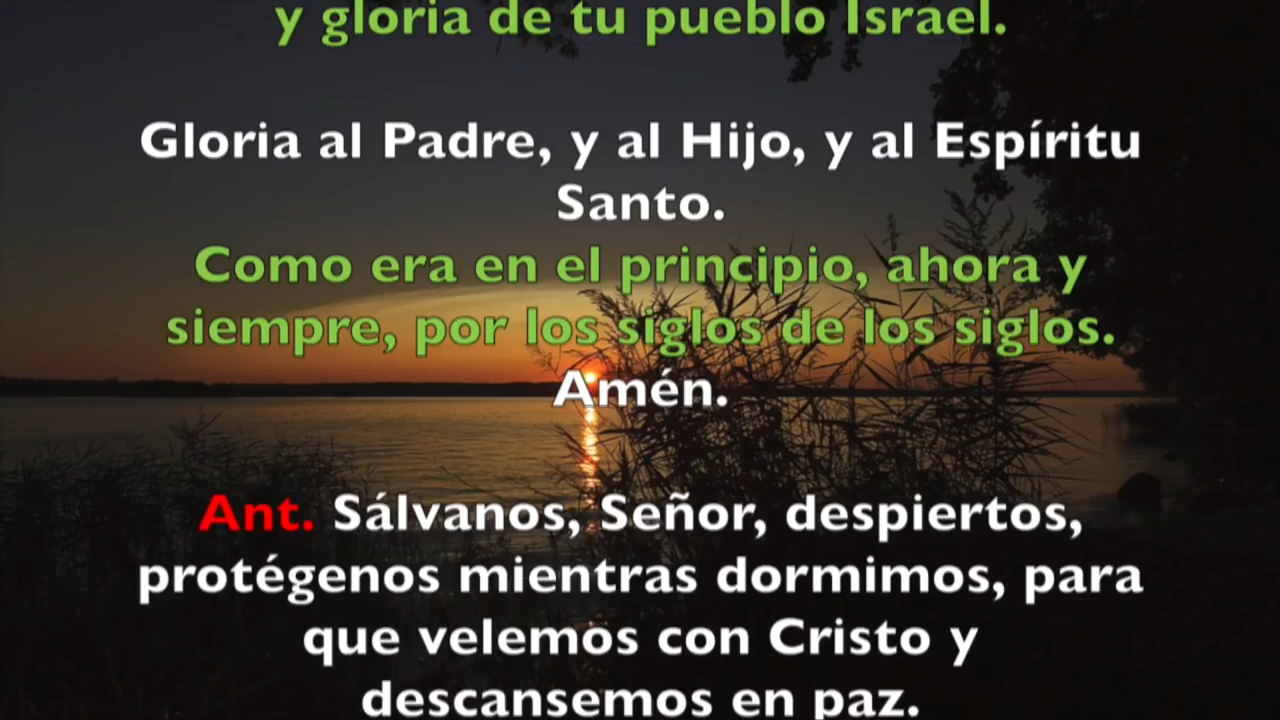 y gloria de tu pueblo Israel.
Gloria al Padre, y al Hijo, y al Espíritu
Santo.
Como era en el principio, ahora y
siempre, por los siglos de los siglos.
Amén.
Ant. Sálvanos, Señor, despiertos,
protégenos mientras dormimos, para
que velemos con Cristo y
descansemos en paz.